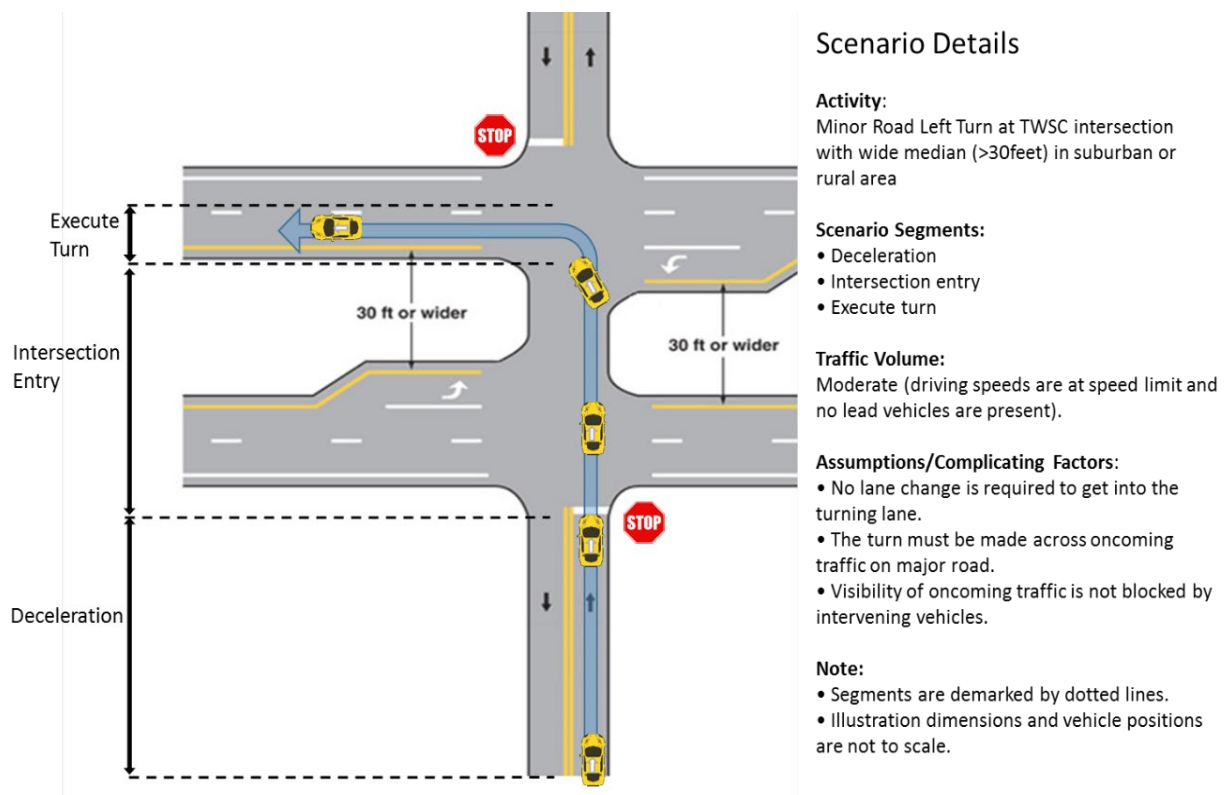 STOP
Execute
Turn
30 ft or wider
30 ft or wider
Intersection
Entry
STOP
Deceleration
Scenario Details
Activity:
Minor Road Left Turn at TWSC intersection
with wide median (>30feet) in suburban or
rural area
Scenario Segments:
• Deceleration
• Intersection entry
• Execute turn
Traffic Volume:
Moderate (driving speeds are at speed limit and
no lead vehicles are present).
Assumptions/Complicating Factors:
• No lane change is required to get into the
turning lane.
• The turn must be made across oncoming
traffic on major road.
• Visibility of oncoming traffic is not blocked by
intervening vehicles.
Note:
• Segments are demarked by dotted lines.
• Illustration dimensions and vehicle positions
are not to scale.